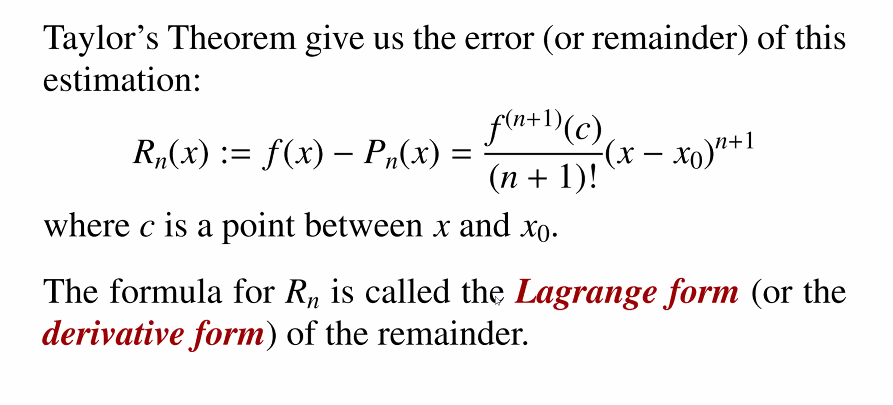 Taylor's Theorem give us the error (or remainder) of this
estimation:
$R_n(x) := f(x) - P_n(x) = \frac{f^{(n+1)}(c)}{(n+1)!}(x - x_0)^{n+1}$
where $c$ is a point between $x$ and $x_0$.
The formula for $R_n$ is called the Lagrange form (or the
derivative form) of the remainder.